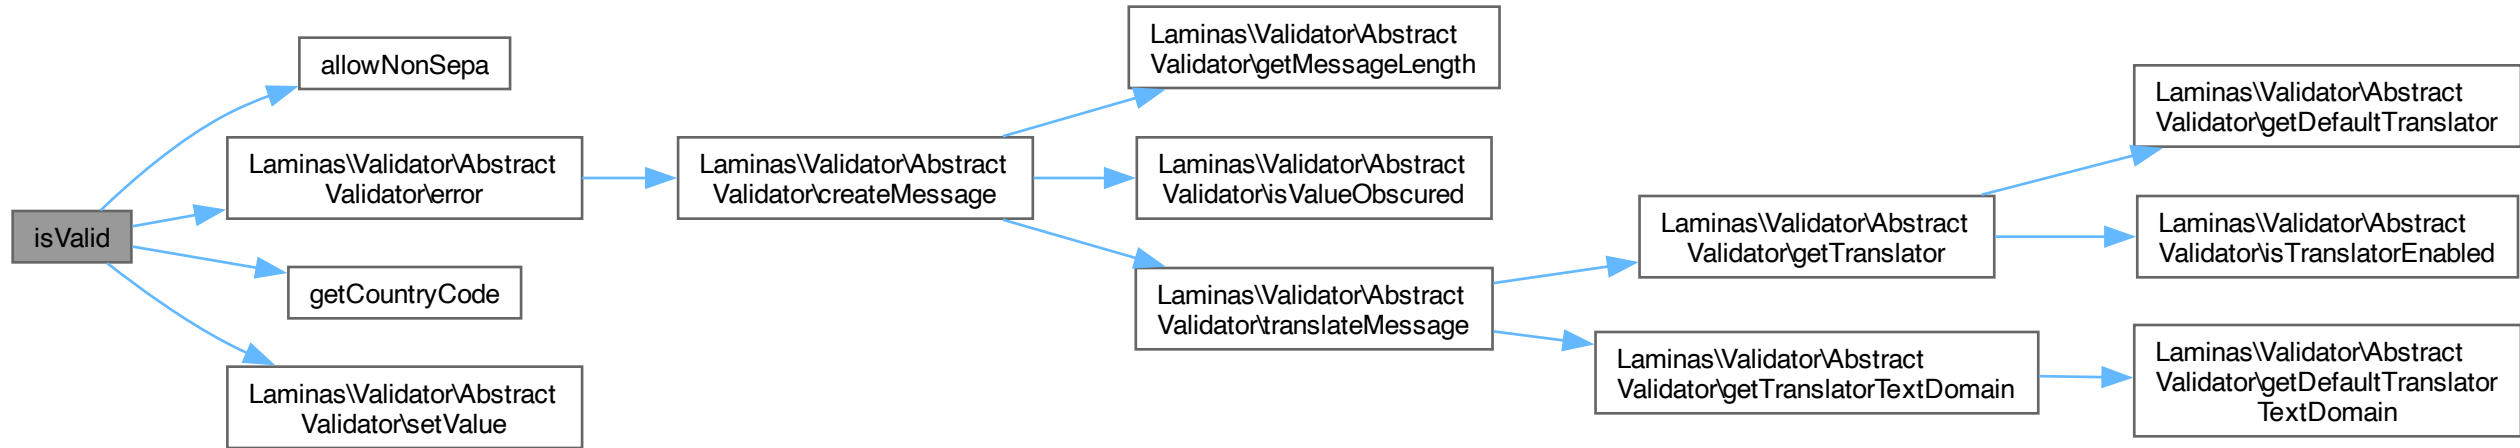 isValid
allowNonSepa
Laminas\Validator\Abstract
Validator\error
getCountryCode
Laminas\Validator\Abstract
Validator\setValue
Laminas\Validator\Abstract
Validator\createMessage
Laminas\Validator\Abstract
Validator\getMessageLength
Laminas\Validator\Abstract
Validator\isValueObscured
Laminas\Validator\Abstract
Validator\translateMessage
Laminas\Validator\Abstract
Validator\getTranslator
Laminas\Validator\Abstract
Validator\getTranslatorTextDomain
Laminas\Validator\Abstract
Validator\getDefaultTranslator
Laminas\Validator\Abstract
Validator\isTranslatorEnabled
Laminas\Validator\Abstract
Validator\getDefaultTranslator
TextDomain